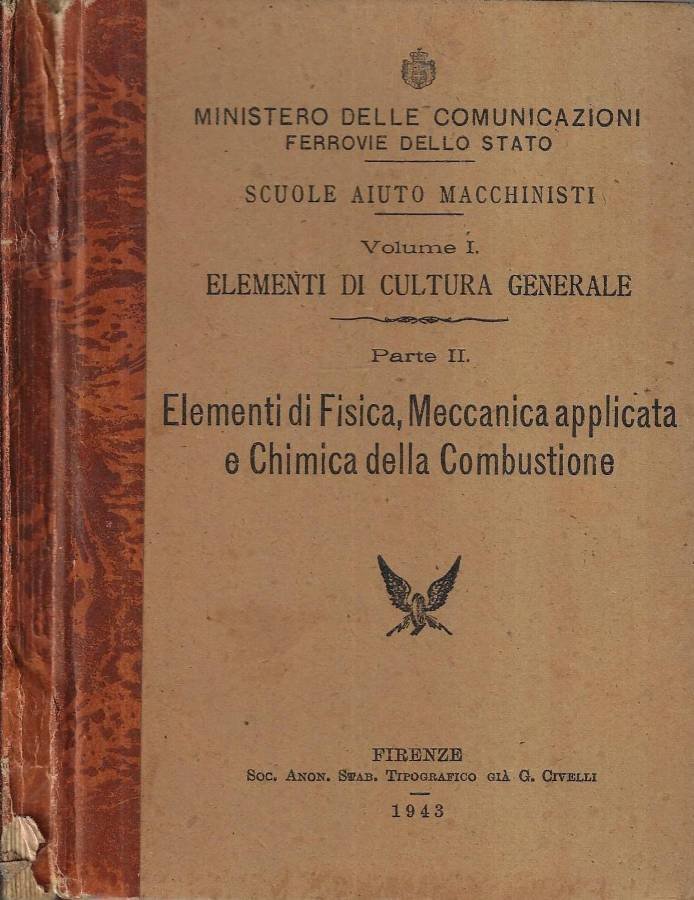 MINISTERO DELLE COMUNICAZIONI
FERROVIE DELLO STATO
SCUOLE AIUTO MACCHINISTI
Volume I.
ELEMENTI DI CULTURA GENERALE
Parte II.
Elementi di Fisica, Meccanica applicata
e Chimica della Combustione
FIRENZE
Soc. Anon. Stab. Tipografico già G. Civelli
1943